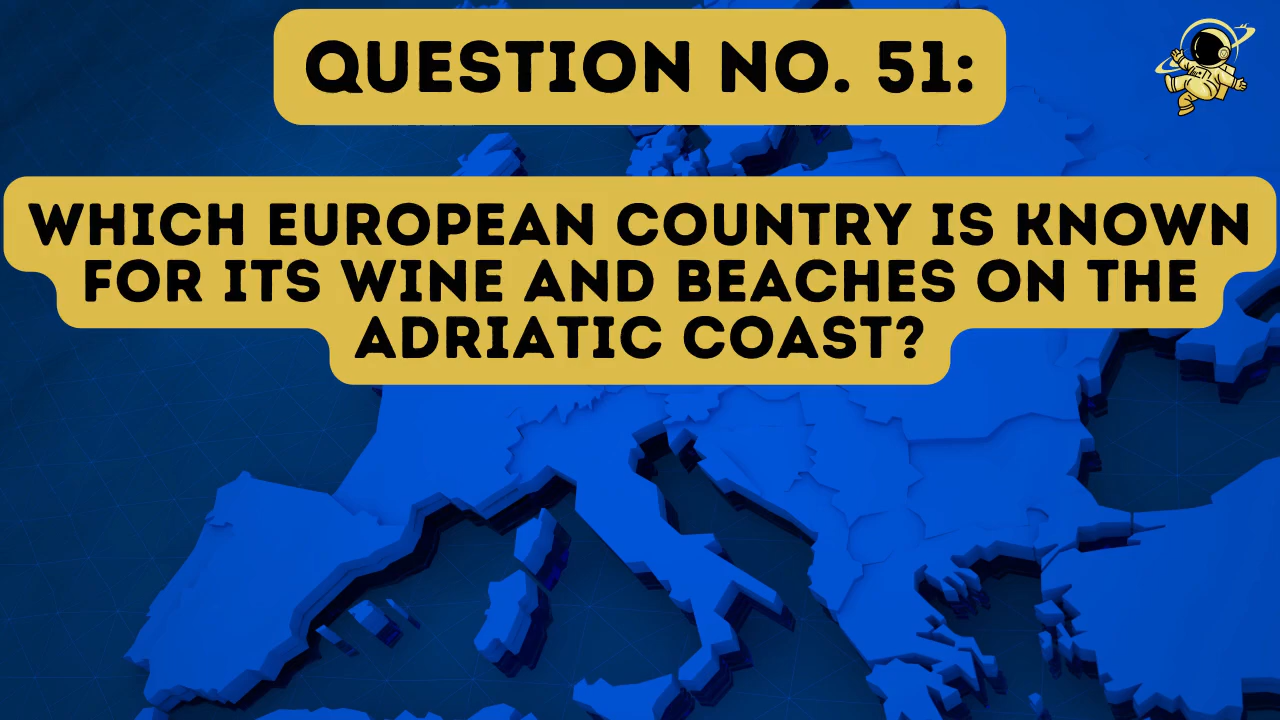 QUESTION NO. 51:
WHICH EUROPEAN COUNTRY IS KNOWN
FOR ITS WINE AND BEACHES ON THE
ADRIATIC COAST?